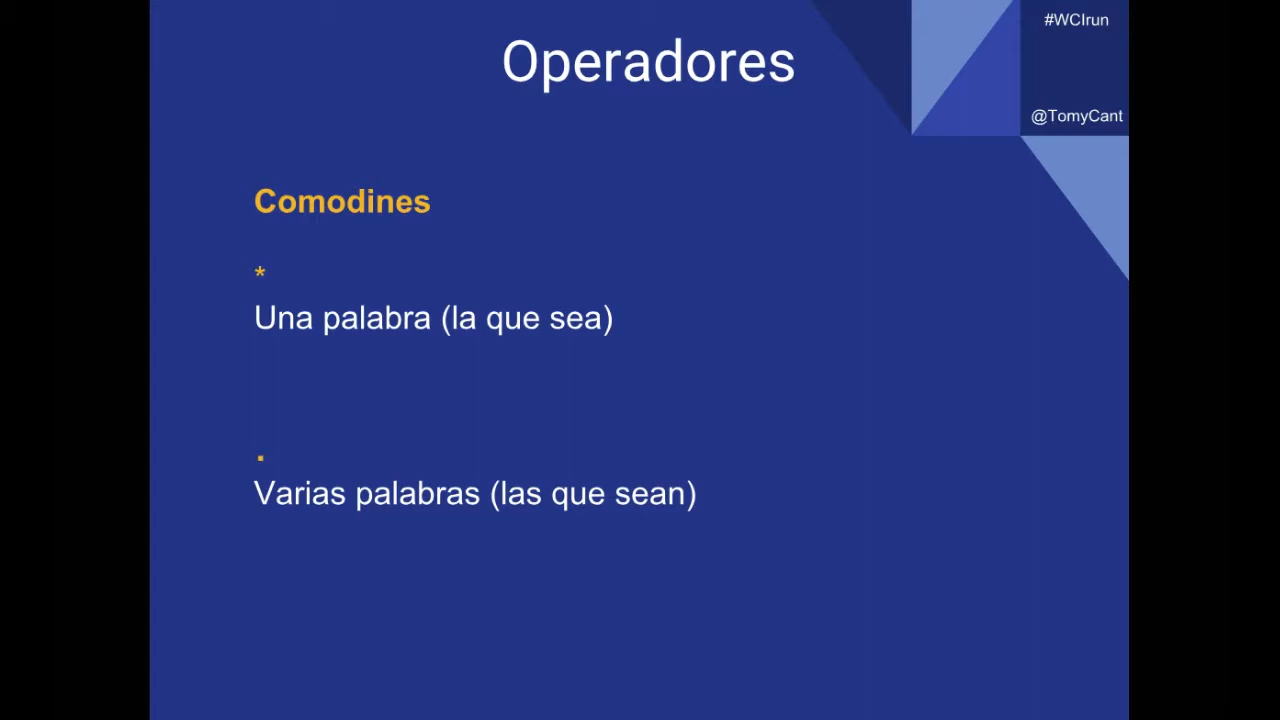 Operadores
#WCIrun
@TomyCant
Comodines
*
Una palabra (la que sea)
.
Varias palabras (las que sean)